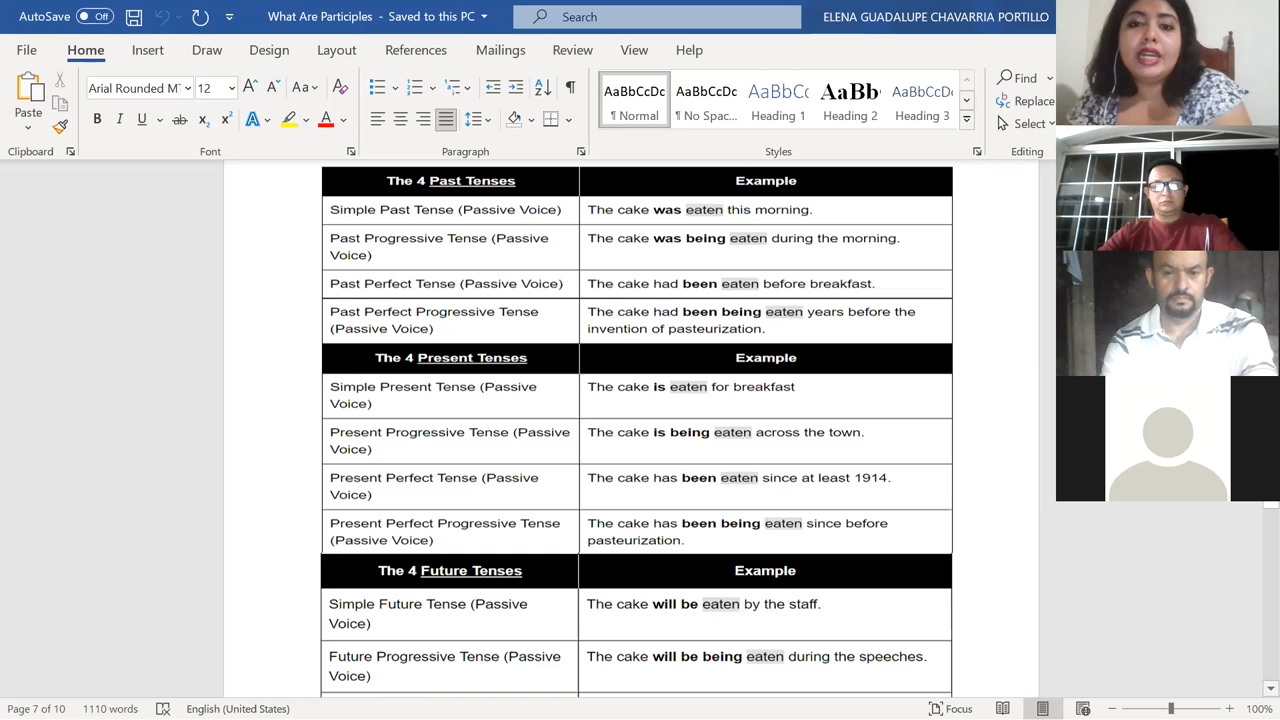 AutoSave Off What Are Participles - Saved to this PC Search ELENA GUADALUPE CHAVARRIA PORTILLO
File Home Insert Draw Design Layout References Mailings Review View Help
Paste
Clipboard
Arial Rounded MT 12
Aa
B I U ab x₂ x² A A
Font
Paragraph
AaBbCcDc AaBbCcDc AaBbCc AaBb AaBbCcDc
¶ Normal ¶ No Spac... Heading 1 Heading 2 Heading 3
Styles
Find
Replace
Select
Editing
The 4 Past Tenses Example
Simple Past Tense (Passive Voice) The cake was eaten this morning.
Past Progressive Tense (Passive The cake was being eaten during the morning.
Voice)
Past Perfect Tense (Passive Voice) The cake had been eaten before breakfast.
Past Perfect Progressive Tense The cake had been being eaten years before the
(Passive Voice) invention of pasteurization.
The 4 Present Tenses Example
Simple Present Tense (Passive The cake is eaten for breakfast
Voice)
Present Progressive Tense (Passive The cake is being eaten across the town.
Voice)
Present Perfect Tense (Passive The cake has been eaten since at least 1914.
Voice)
Present Perfect Progressive Tense The cake has been being eaten since before
(Passive Voice) pasteurization.
The 4 Future Tenses Example
Simple Future Tense (Passive The cake will be eaten by the staff.
Voice)
Future Progressive Tense (Passive The cake will be being eaten during the speeches.
Voice)
Page 7 of 10 1110 words English (United States) Focus 100%